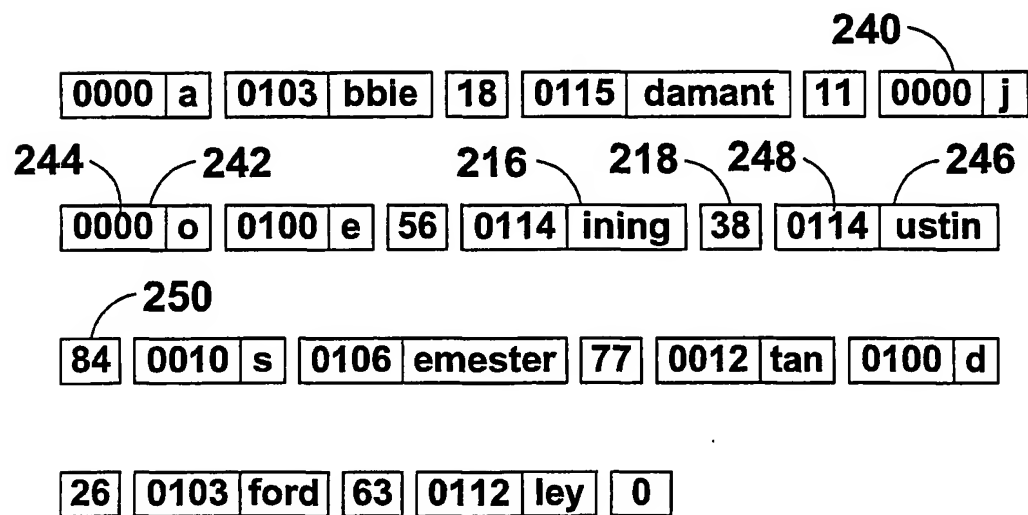 240
0000 a 0103 bbie 18 0115 damant 11 0000 j
244 242 216 218 248 246
0000 o 0100 e 56 0114 ining 38 0114 ustin
250
84 0010 s 0106 emester 77 0012 tan 0100 d
26 0103 ford 63 0112 ley 0